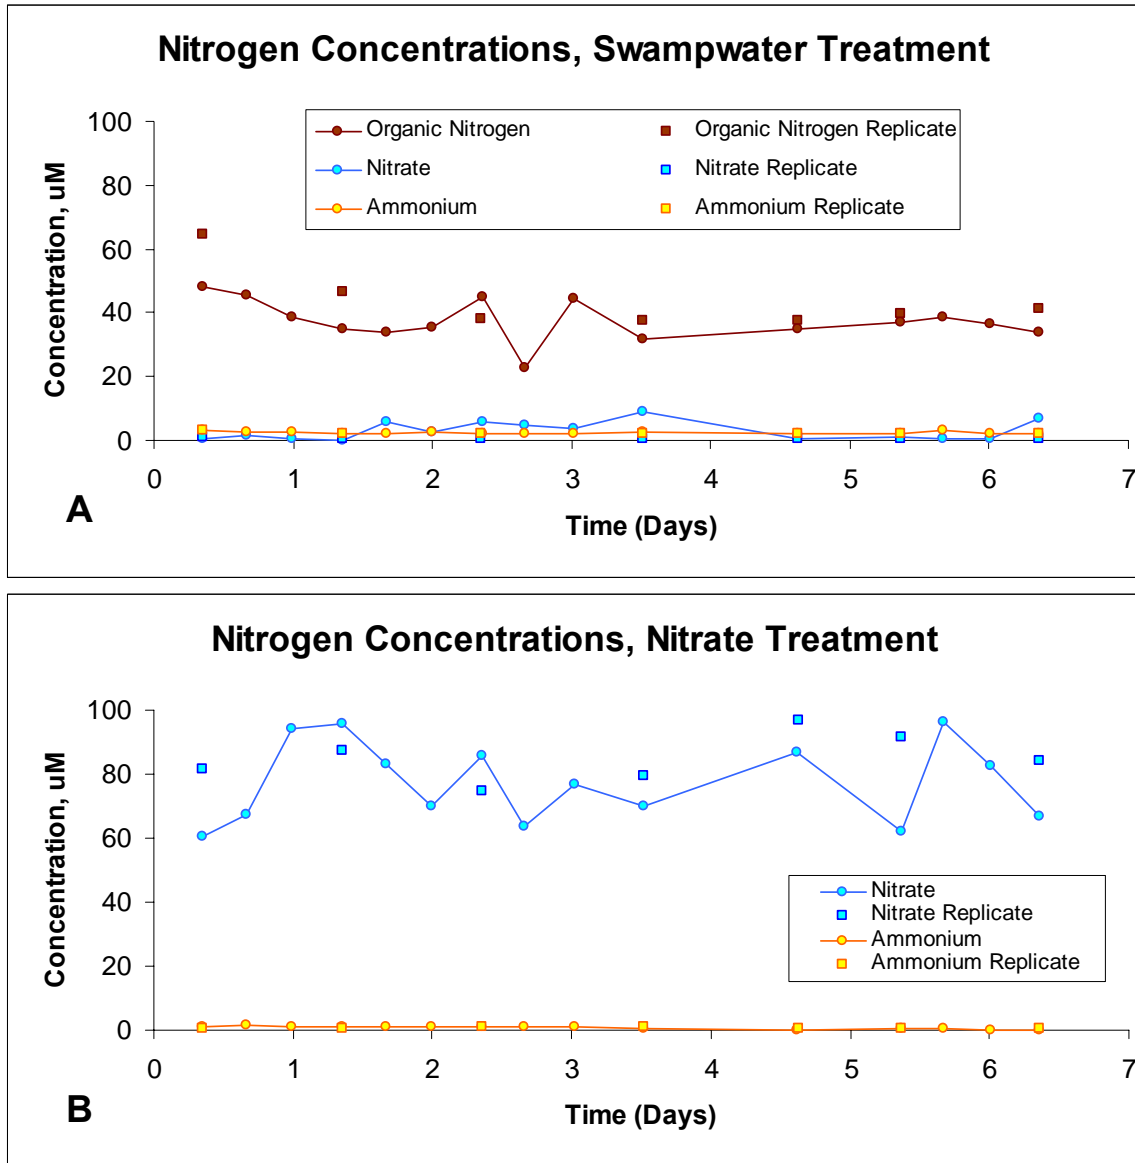 Nitrogen Concentrations, Swampwater Treatment
Concentration, uM
100
80
60
40
20
0
Organic Nitrogen
Organic Nitrogen Replicate
Nitrate
Nitrate Replicate
Ammonium
Ammonium Replicate
0 1 2 3 4 5 6 7
Time (Days)
A
Nitrogen Concentrations, Nitrate Treatment
Concentration, uM
100
80
60
40
20
0
Nitrate
Nitrate Replicate
Ammonium
Ammonium Replicate
0 1 2 3 4 5 6 7
Time (Days)
B